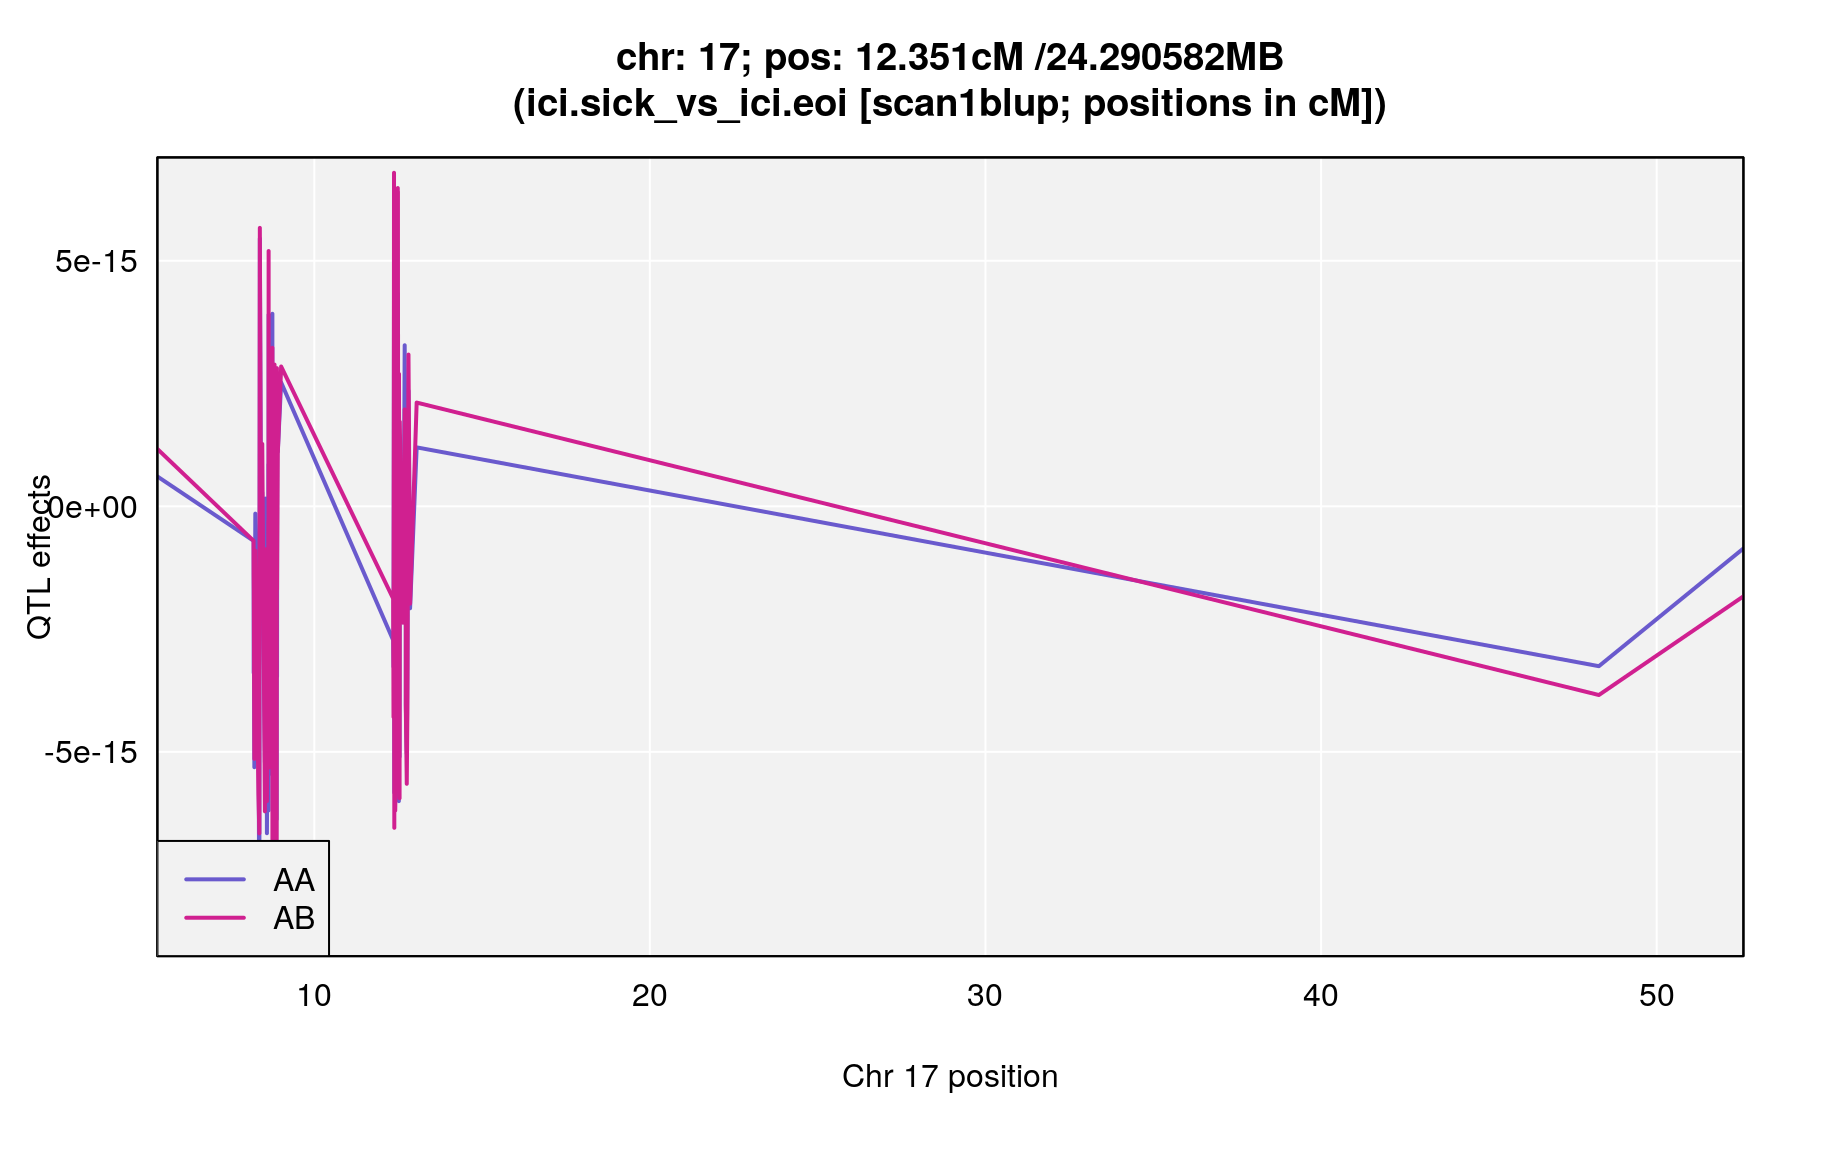 chr: 17; pos: 12.351cM /24.290582MB
(ici.sick_vs_ici.eoi [scan1blup; positions in cM])
5e-15
0e+00
-5e-15
QTL effects
AA
AB
10 20 30 40 50
Chr 17 position